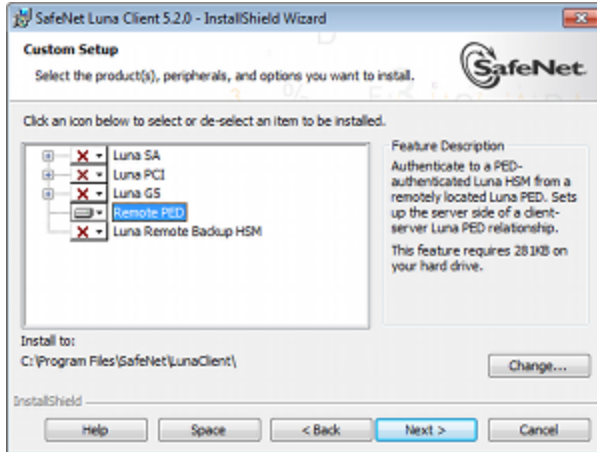 SafeNet Luna Client 5.2.0 - InstallShield Wizard
Custom Setup
Select the product(s), peripherals, and options you want to install.
SafeNet.
Click an icon below to select or de-select an item to be installed.
Luna SA
Luna PCI
Luna GS
Remote PED
Luna Remote Backup HSM
Feature Description
Authenticate to a PED-
authenticated Luna HSM from a
remotely located Luna PED. Sets
up the server side of a client-
server Luna PED relationship.
This feature requires 281KB on
your hard drive.
Install to:
C:\Program Files\SafeNet\LunaClient\
Change...
InstallShield
Help
Space
< Back
Next >
Cancel